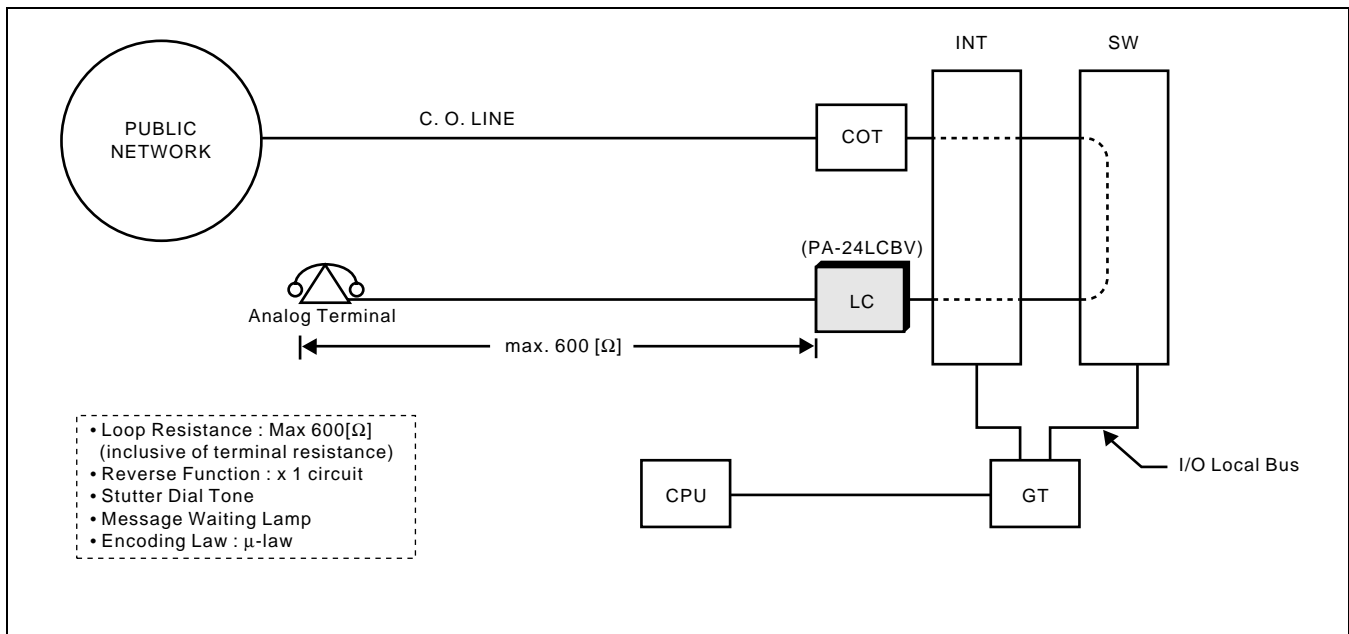 INT
SW
PUBLIC
NETWORK
C. O. LINE
COT
(PA-24LCBV)
LC
Analog Terminal
max. 600 [Ω]
• Loop Resistance : Max 600[Ω]
(inclusive of terminal resistance)
• Reverse Function : x 1 circuit
• Stutter Dial Tone
• Message Waiting Lamp
• Encoding Law : μ-law
CPU
GT
I/O Local Bus